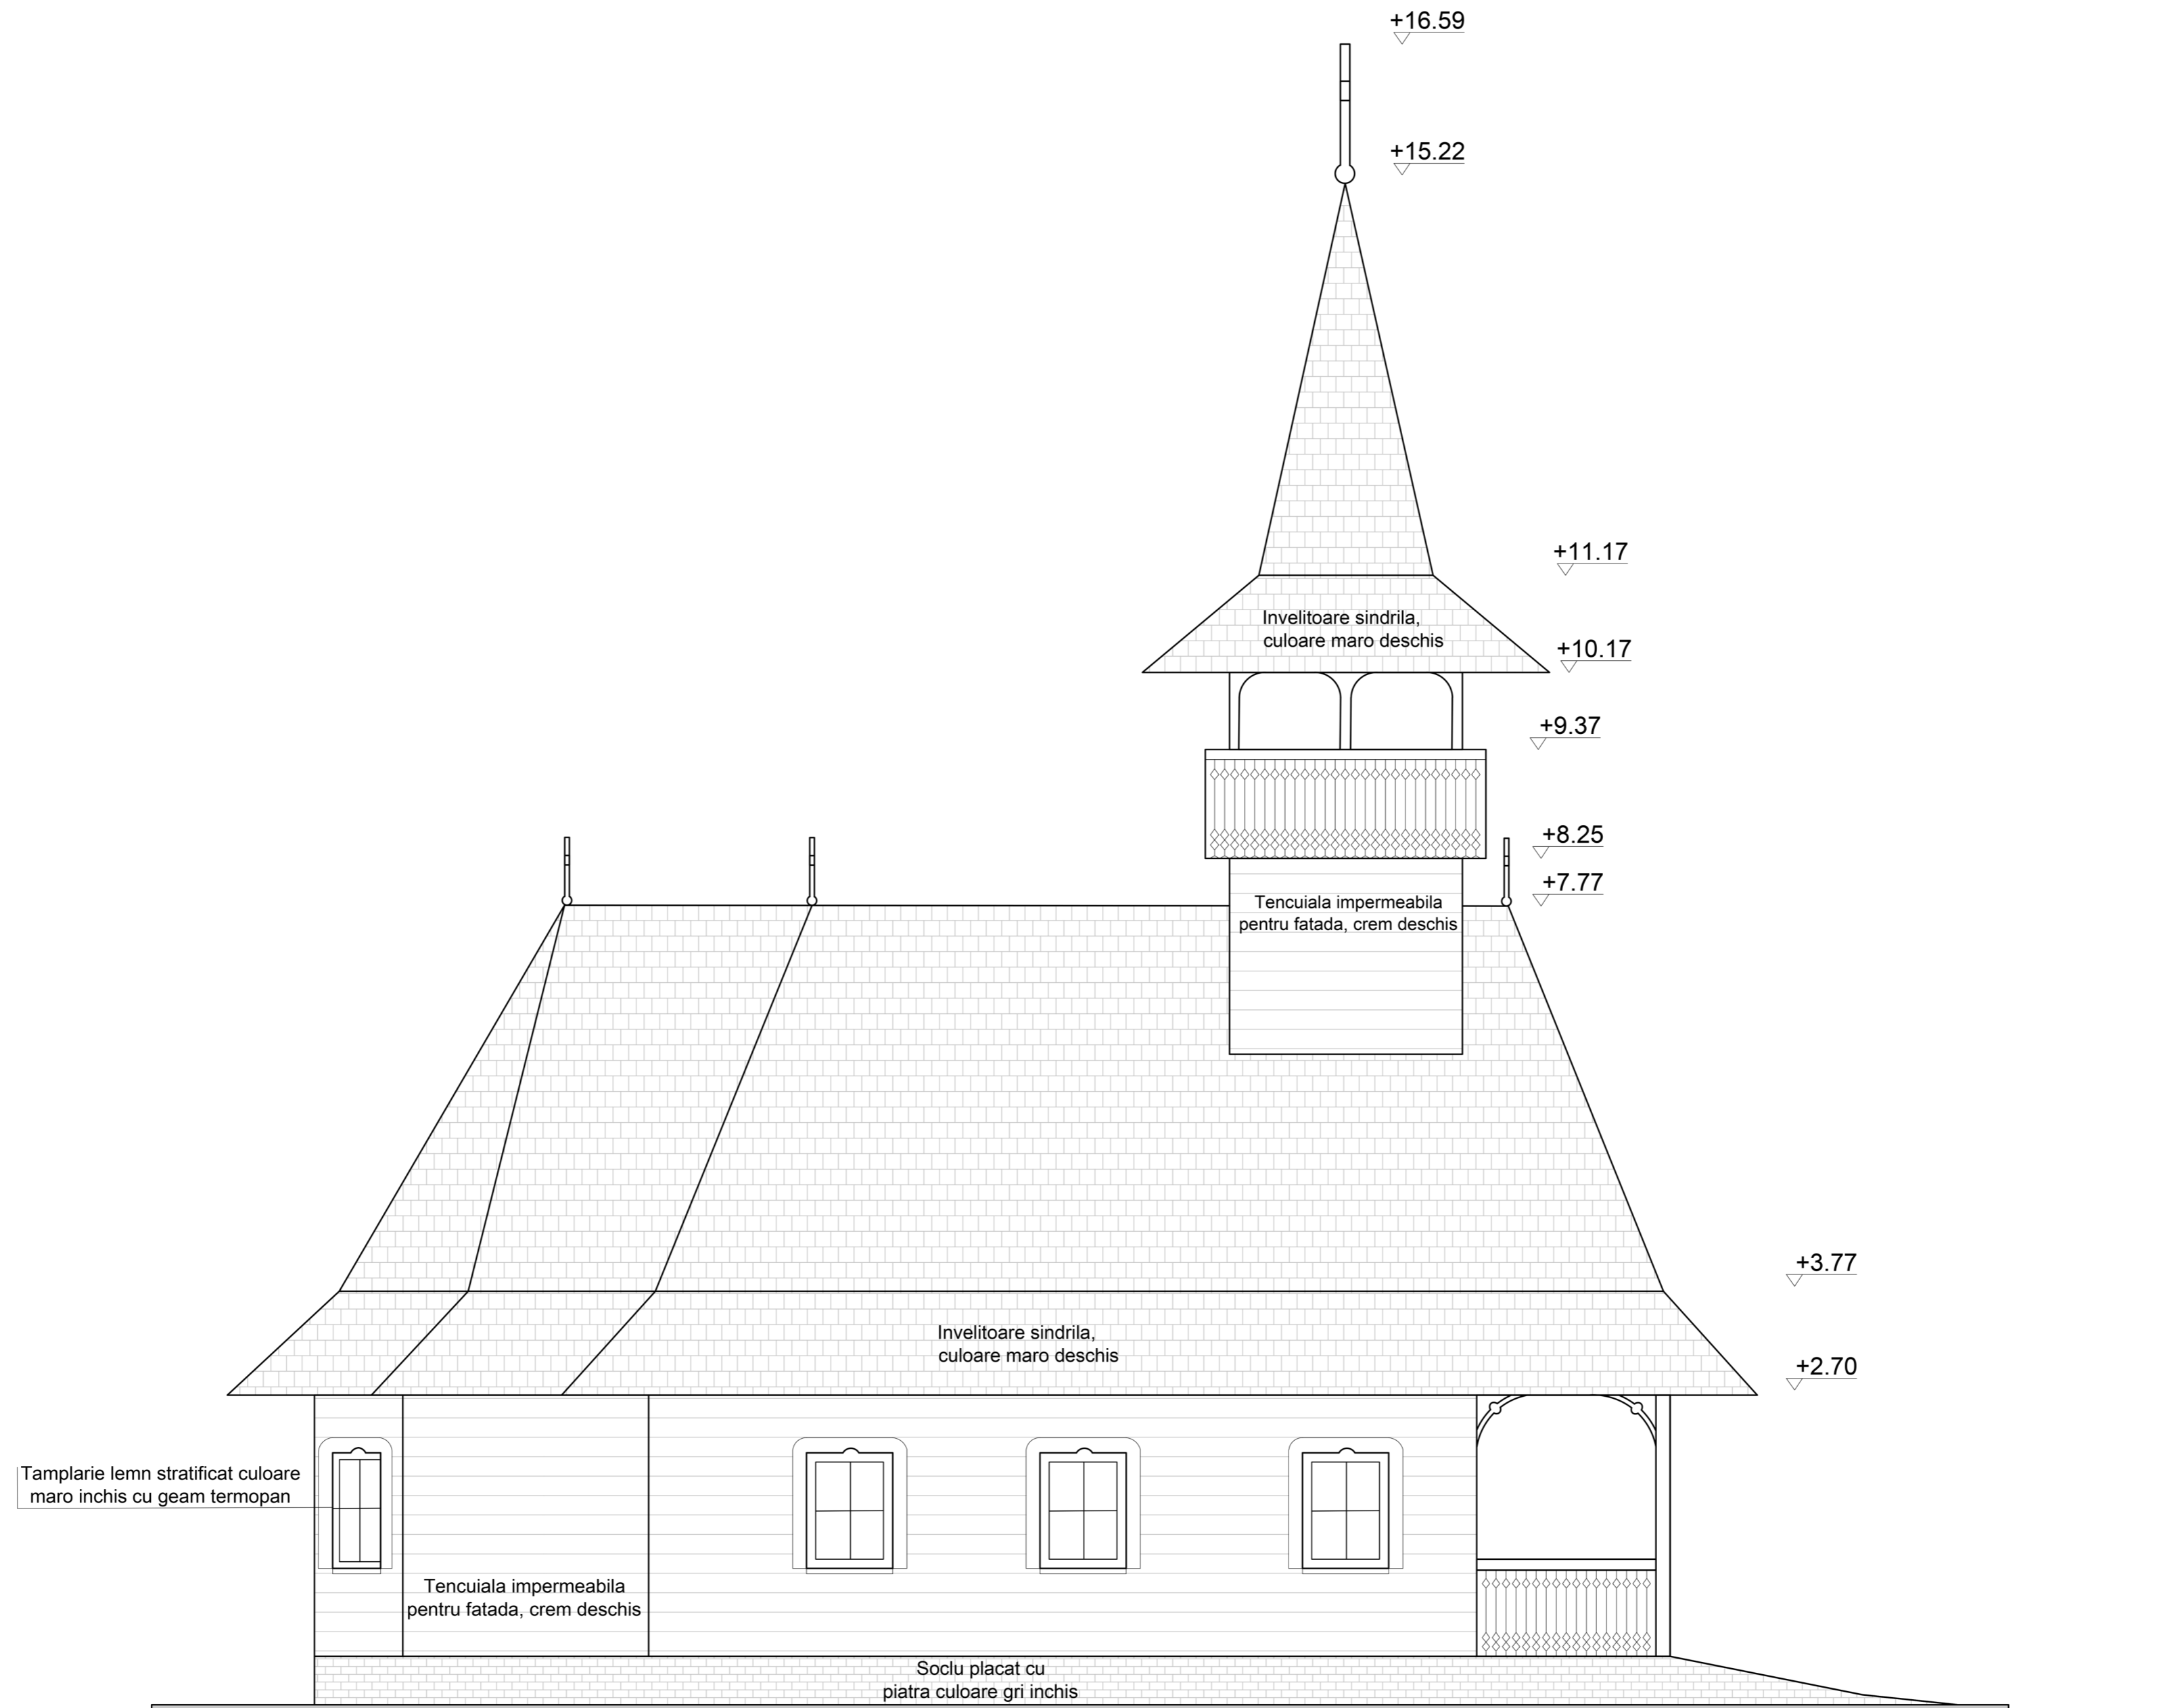 +16.59
+15.22
+11.17
Invelitoare sindrila,
culoare maro deschis
+10.17
+9.37
+8.25
+7.77
Tencuiala impermeabila
pentru fatada, crem deschis
+3.77
Invelitoare sindrila,
culoare maro deschis
+2.70
Tamplarie lemn stratificat culoare
maro inchis cu geam termopan
Tencuiala impermeabila
pentru fatada, crem deschis
Soclu placat cu
piatra culoare gri inchis